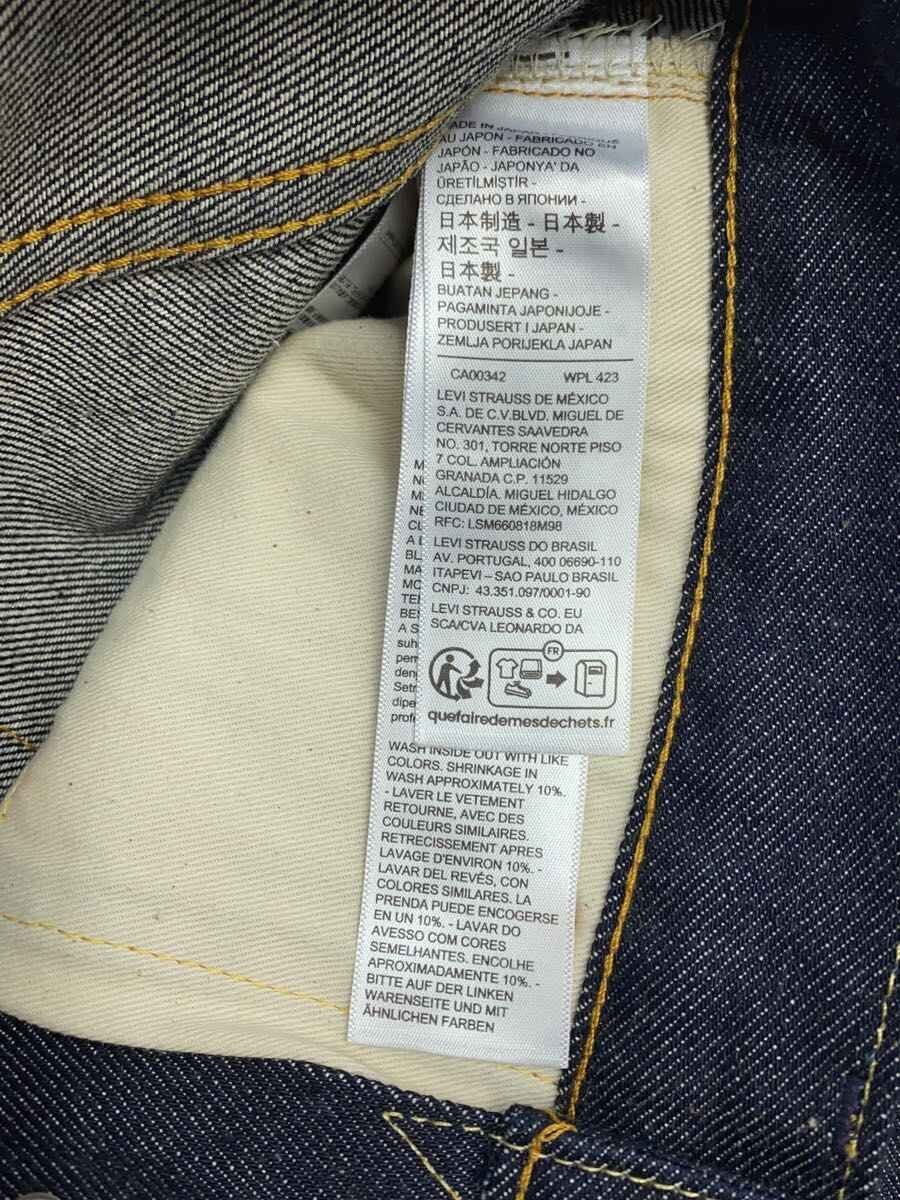 MADE IN
AU JAPON - FABRICADO EN
JAPÓN - FABRICADO NO
JAPÃO - JAPONYA' DA
ÜRETİLMİŞTİR -
СДЕЛАНО В ЯПОНИИ -
日本制造 - 日本製 -
제조국 일본 -
日本製 -
BUATAN JEPANG -
PAGAMINTA JAPONIJOJE -
PRODUSERT I JAPAN -
ZEMLJA PORIJEKLA JAPAN
CA00342 WPL 423
LEVI STRAUSS DE MÉXICO
S.A. DE C.V.BLVD. MIGUEL DE
CERVANTES SAAVEDRA
NO. 301, TORRE NORTE PISO
7 COL. AMPLIACIÓN
GRANADA C.P. 11529
ALCALDÍA. MIGUEL HIDALGO
CIUDAD DE MÉXICO, MÉXICO
RFC: LSM660818M98
LEVI STRAUSS DO BRASIL
AV. PORTUGAL, 400 06690-110
ITAPEVI – SAO PAULO BRASIL
CNPJ: 43.351.097/0001-90
LEVI STRAUSS & CO. EU
SCA/CVA LEONARDO DA
FR
quefairedemesdechets.fr
WASH INSIDE OUT WITH LIKE
COLORS. SHRINKAGE IN
WASH APPROXIMATELY 10%.
- LAVER LE VETEMENT
RETOURNE, AVEC DES
COULEURS SIMILAIRES.
RETRECISSEMENT APRES
LAVAGE D'ENVIRON 10%. -
LAVAR DEL REVÉS, CON
COLORES SIMILARES. LA
PRENDA PUEDE ENCOGERSE
EN UN 10%. - LAVAR DO
AVESSO COM CORES
SEMELHANTES. ENCOLHE
APROXIMADAMENTE 10%. -
BITTE AUF DER LINKEN
WARENSEITE UND MIT
ÄHNLICHEN FARBEN